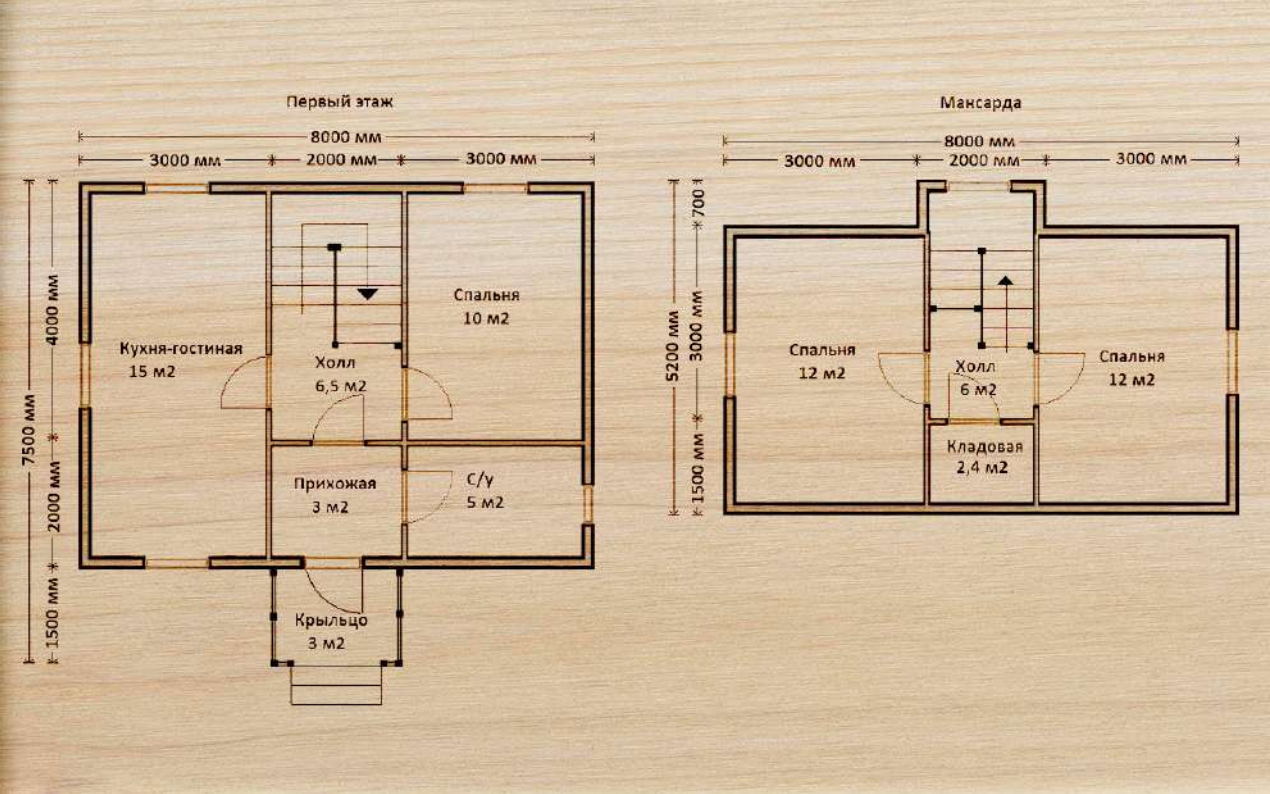 Первый этаж
8000 мм
3000 мм
2000 мм
3000 мм
7500 мм
4000 мм
2000 мм
1500 мм
Спальня
10 м2
Кухня-гостиная
15 м2
Холл
6,5 м2
Прихожая
3 м2
С/у
5 м2
Крыльцо
3 м2
Мансарда
8000 мм
3000 мм
2000 мм
3000 мм
5200 мм
700
3000 мм
1500 мм
Спальня
12 м2
Холл
6 м2
Спальня
12 м2
Кладовая
2,4 м2